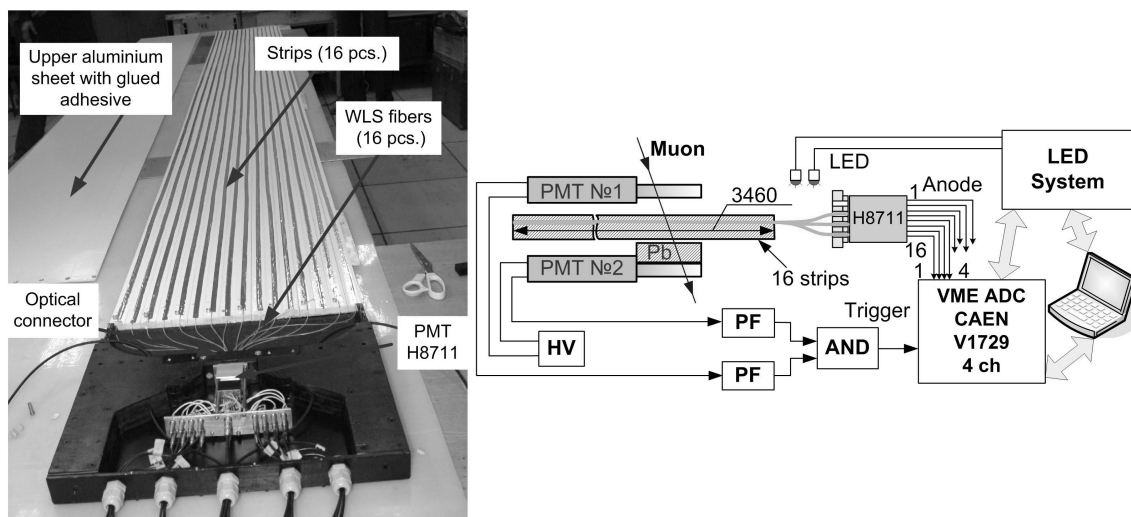 Upper aluminium
sheet with glued
adhesive
Strips (16 pcs.)
WLS fibers
(16 pcs.)
Optical
connector
PMT
H8711
Muon
PMT №1
3460
LED
LED
System
1
Anode
H8711
16
Pb
PMT №2
16 strips
1
4
Trigger
VME ADC
CAEN
V1729
4 ch
HV
PF
AND
PF